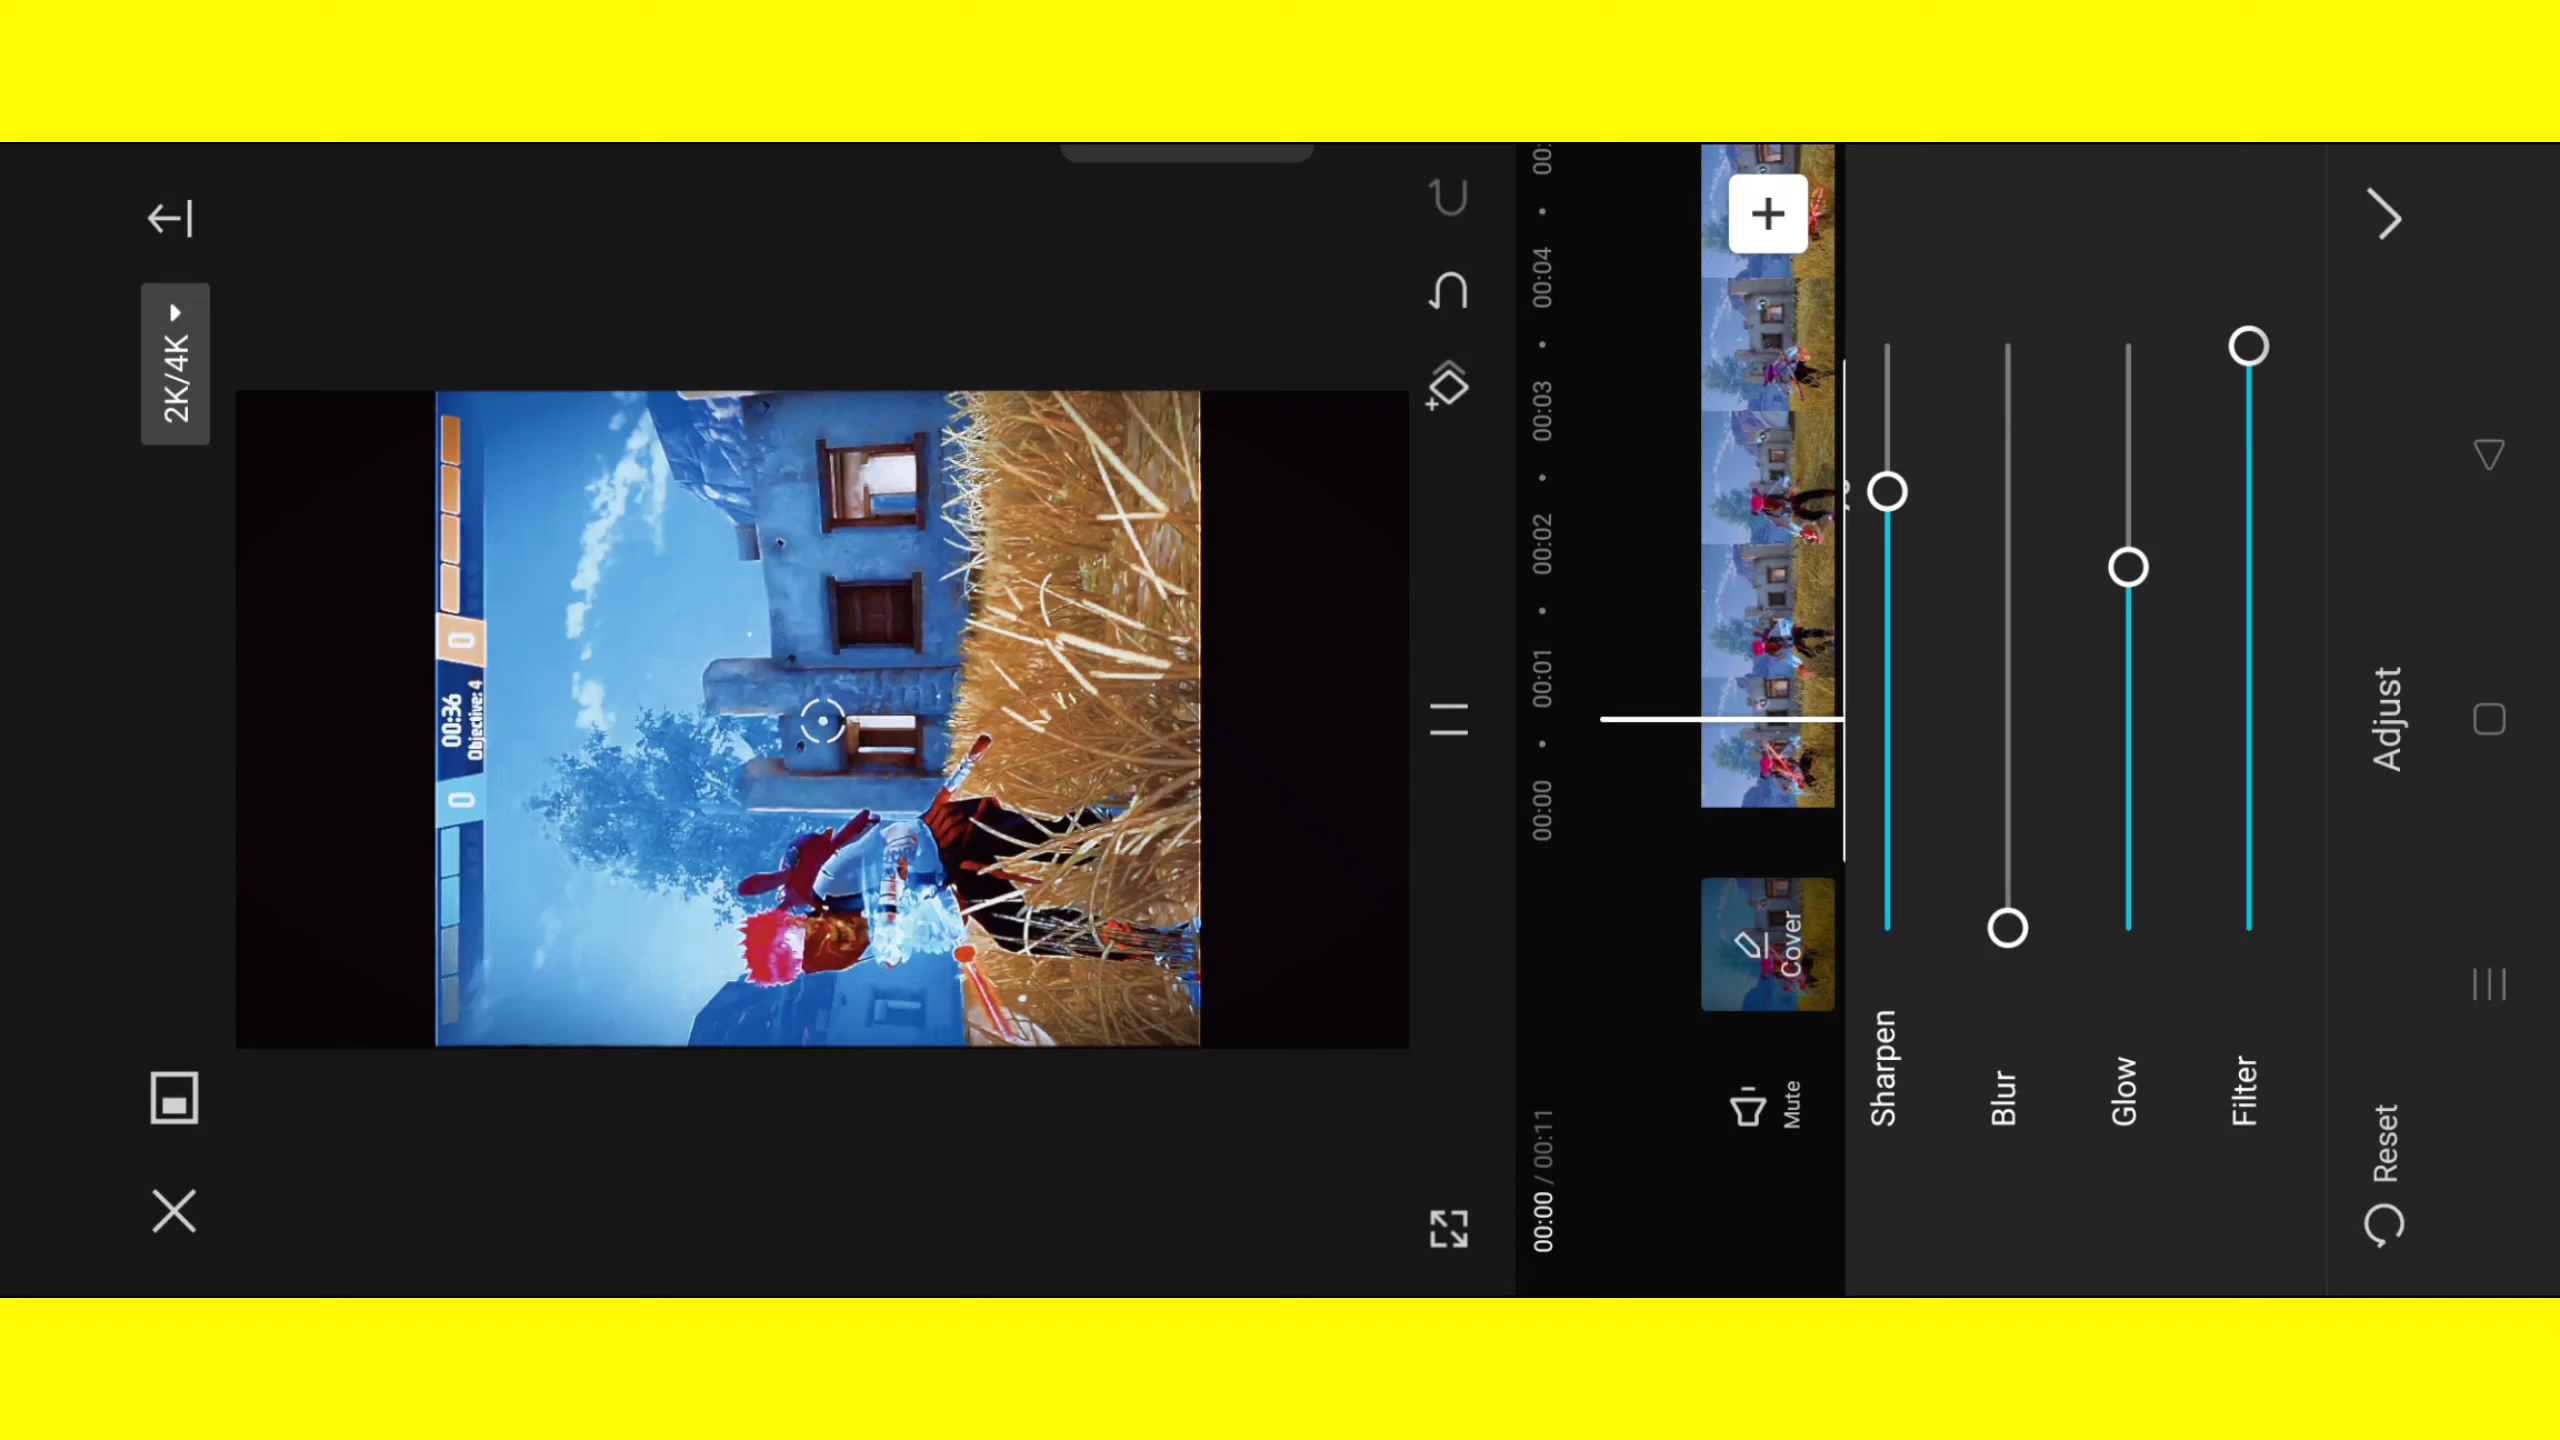 2K/4K
0
00:36
0
Objective: 4
00:00 / 00:11
00:00
00:01
00:02
00:03
00:04
00:
Mute
Cover
Sharpen
Blur
Glow
Filter
Reset
Adjust